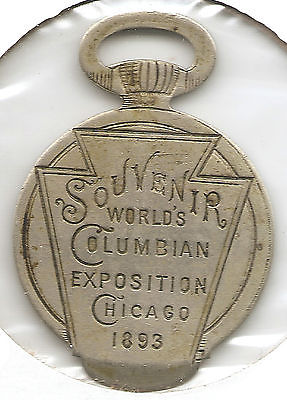 SOUVENIR
WORLD'S
COLUMBIAN
EXPOSITION
CHICAGO
1893